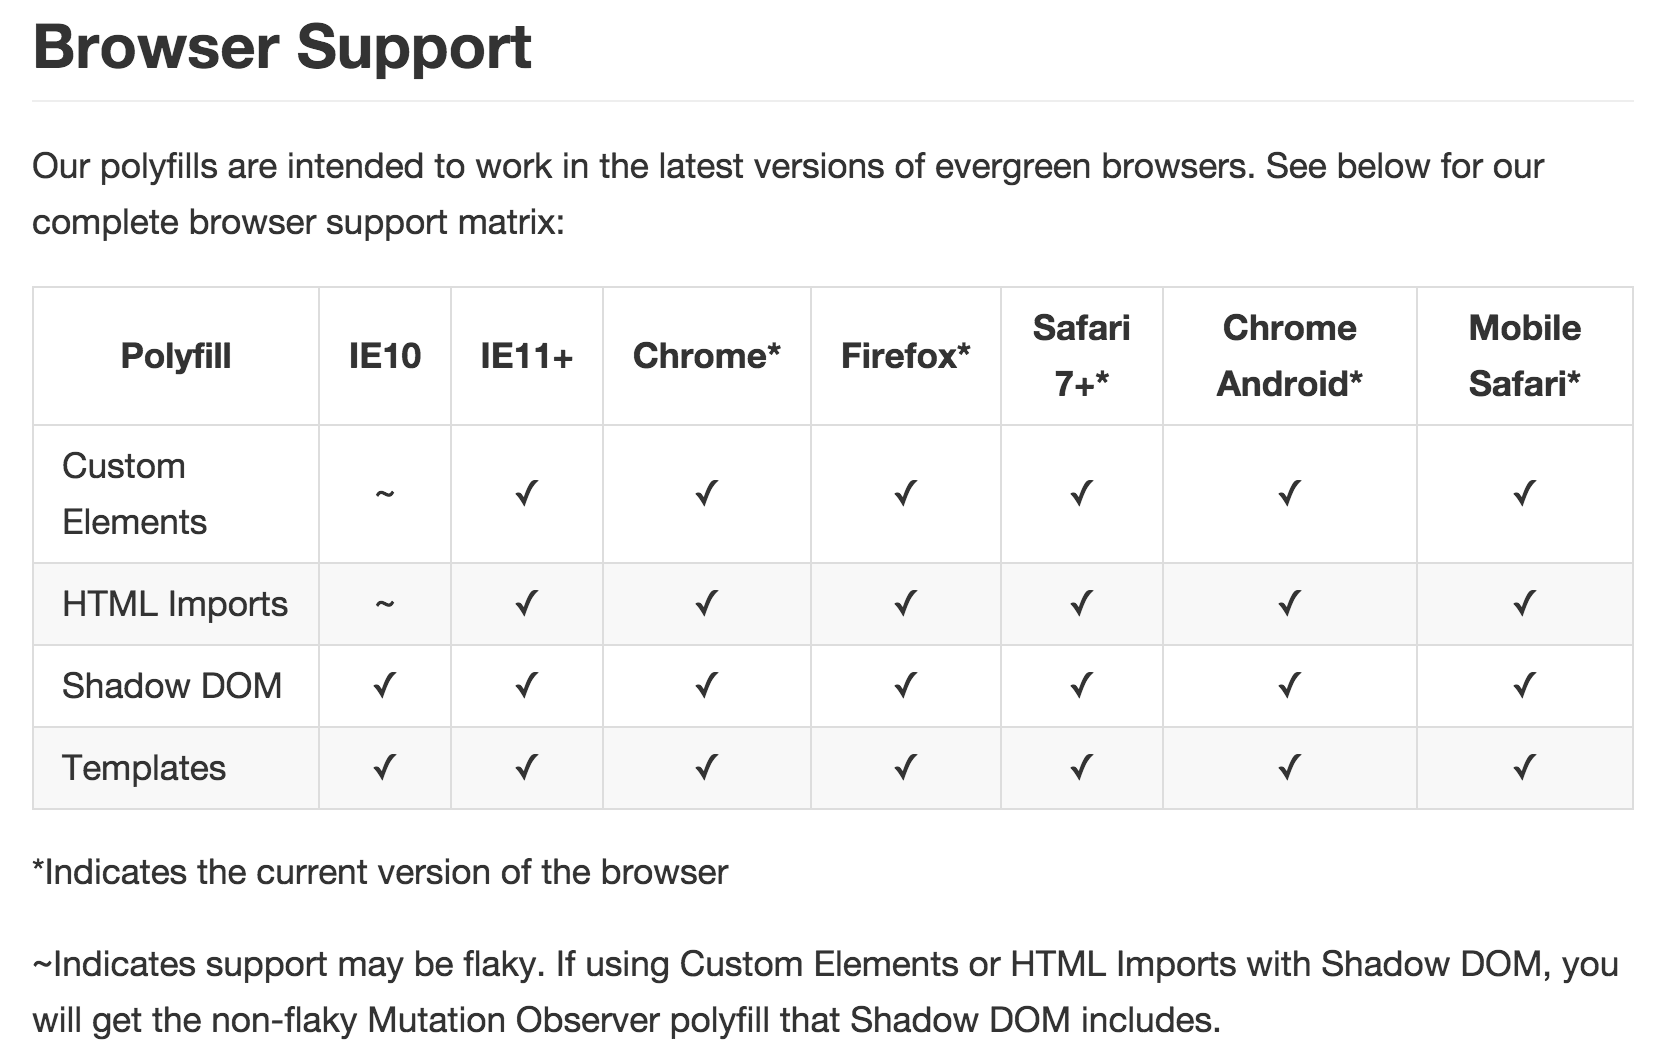 Browser Support
Our polyfills are intended to work in the latest versions of evergreen browsers. See below for our
complete browser support matrix:
Polyfill IE10 IE11+ Chrome* Firefox* Safari 7+* Chrome Android* Mobile Safari*
Custom Elements ~ ✓ ✓ ✓ ✓ ✓ ✓
HTML Imports ~ ✓ ✓ ✓ ✓ ✓ ✓
Shadow DOM ✓ ✓ ✓ ✓ ✓ ✓ ✓
Templates ✓ ✓ ✓ ✓ ✓ ✓ ✓
*Indicates the current version of the browser
~Indicates support may be flaky. If using Custom Elements or HTML Imports with Shadow DOM, you
will get the non-flaky Mutation Observer polyfill that Shadow DOM includes.